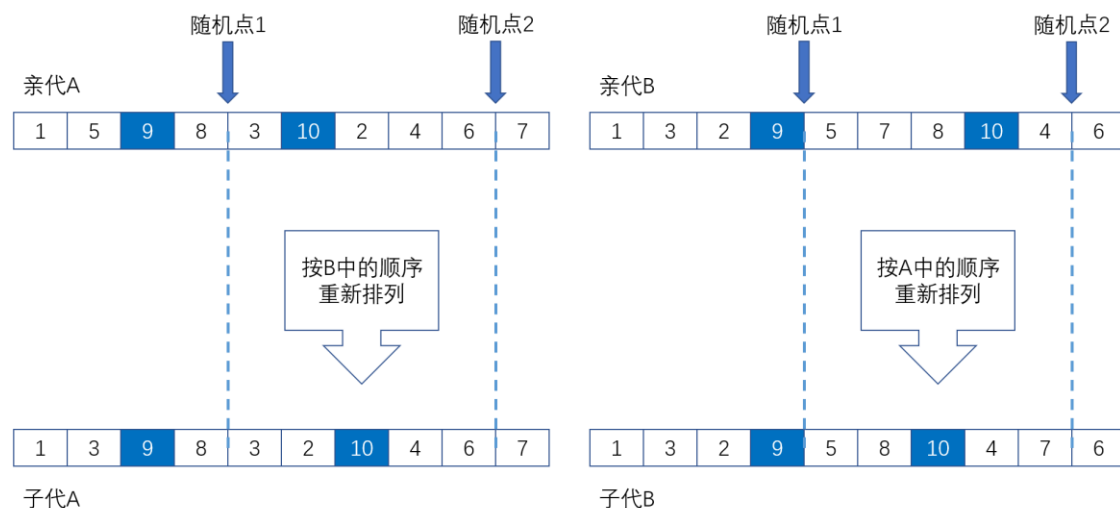 随机点1 随机点2 随机点1 随机点2
亲代A 亲代B
1 5 9 8 3 10 2 4 6 7 1 3 2 9 5 7 8 10 4 6
按B中的顺序 按A中的顺序
重新排列 重新排列
1 3 9 8 3 2 10 4 6 7 1 3 2 9 5 8 10 4 7 6
子代A 子代B